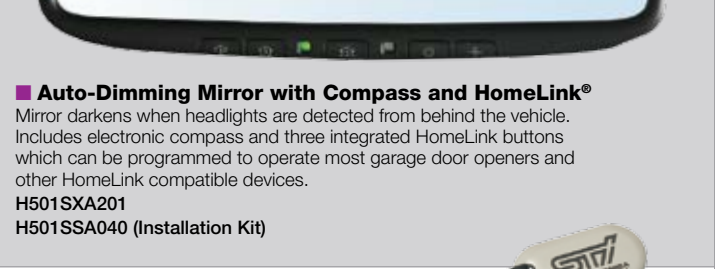 Auto-Dimming Mirror with Compass and HomeLink®
Mirror darkens when headlights are detected from behind the vehicle.
Includes electronic compass and three integrated HomeLink buttons
which can be programmed to operate most garage door openers and
other HomeLink compatible devices.
H501SXA201
H501SSA040 (Installation Kit)
STI